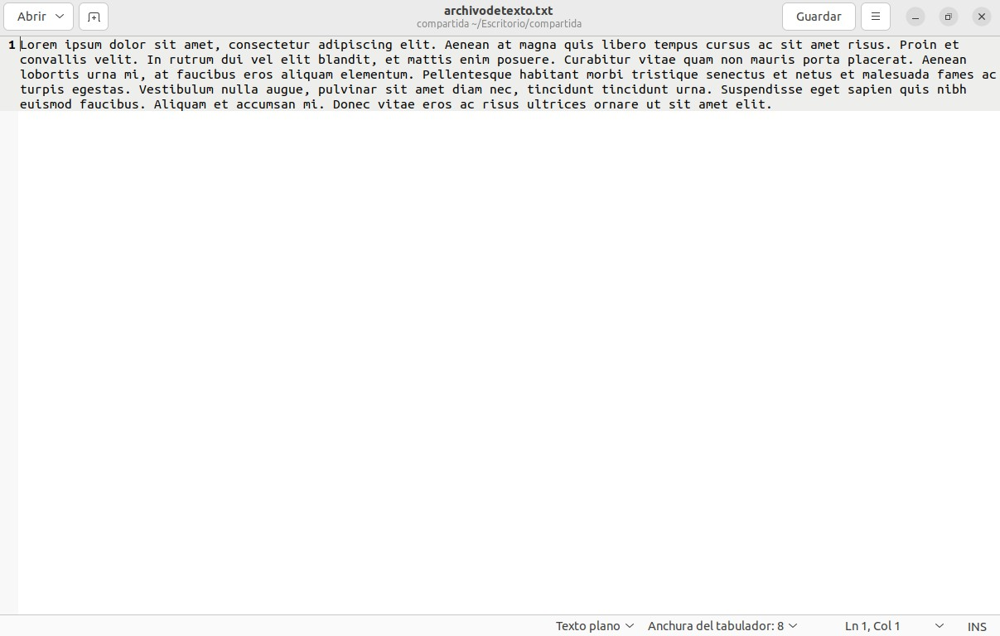 Abrir
archivodetexto.txt
compartida ~/Escritorio/compartida
Guardar
1 Lorem ipsum dolor sit amet, consectetur adipiscing elit. Aenean at magna quis libero tempus cursus ac sit amet risus. Proin et
convallis velit. In rutrum dui vel elit blandit, et mattis enim posuere. Curabitur vitae quam non mauris porta placerat. Aenean
lobortis urna mi, at faucibus eros aliquam elementum. Pellentesque habitant morbi tristique senectus et netus et malesuada fames ac
turpis egestas. Vestibulum nulla augue, pulvinar sit amet diam nec, tincidunt tincidunt urna. Suspendisse eget sapien quis nibh
euismod faucibus. Aliquam et accumsan mi. Donec vitae eros ac risus ultrices ornare ut sit amet elit.
Texto plano Anchura del tabulador: 8 Ln 1, Col 1 INS